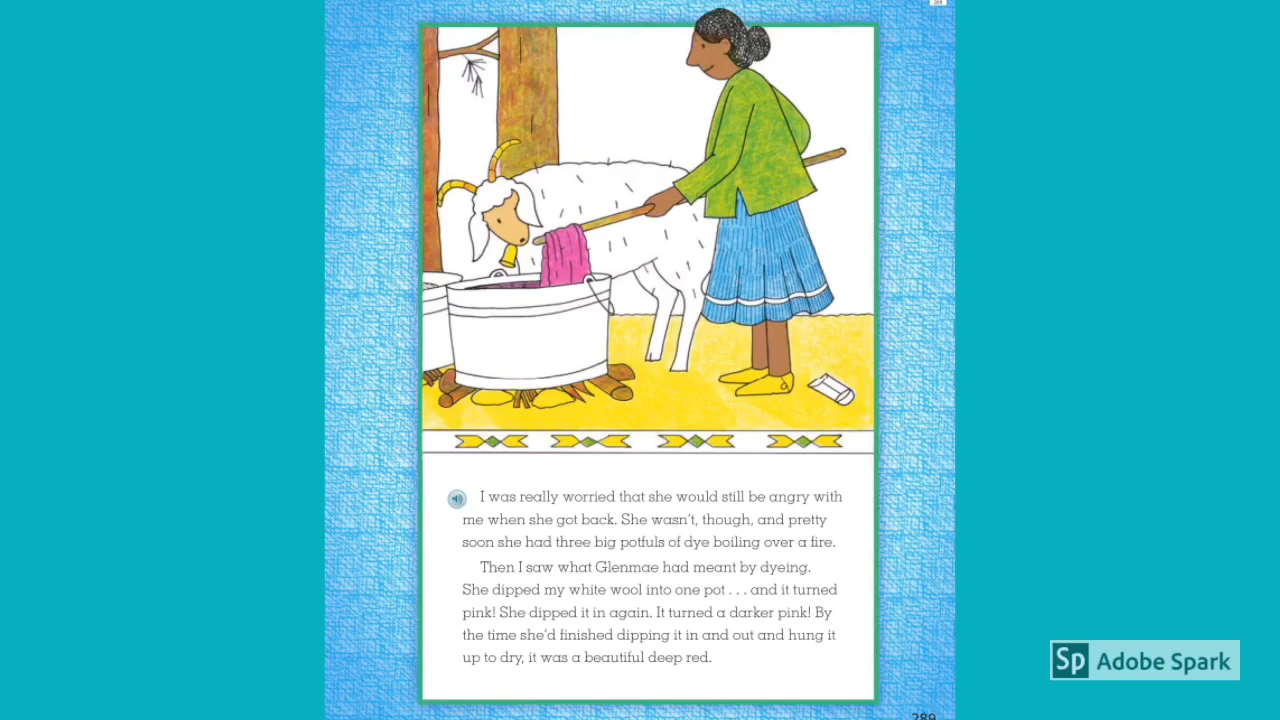 I was really worried that she would still be angry with
me when she got back. She wasn't, though, and pretty
soon she had three big potfuls of dye boiling over a fire.
Then I saw what Glenmae had meant by dyeing.
She dipped my white wool into one pot . . . and it turned
pink! She dipped it in again. It turned a darker pink! By
the time she'd finished dipping it in and out and hung it
up to dry, it was a beautiful deep red.
Sp Adobe Spark
289